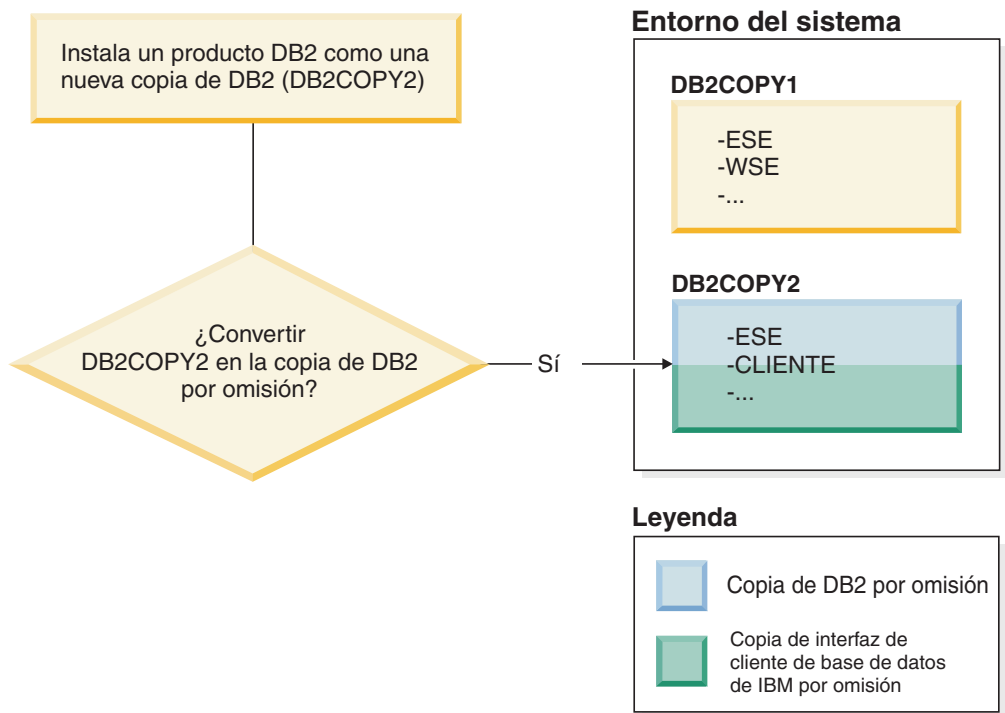 Instala un producto DB2 como una
nueva copia de DB2 (DB2COPY2)
¿Convertir
DB2COPY2 en la copia de DB2
por omisión?
Sí
Entorno del sistema
DB2COPY1
-ESE
-WSE
-...
DB2COPY2
-ESE
-CLIENTE
-...
Leyenda
Copia de DB2 por omisión
Copia de interfaz de
cliente de base de datos
de IBM por omisión